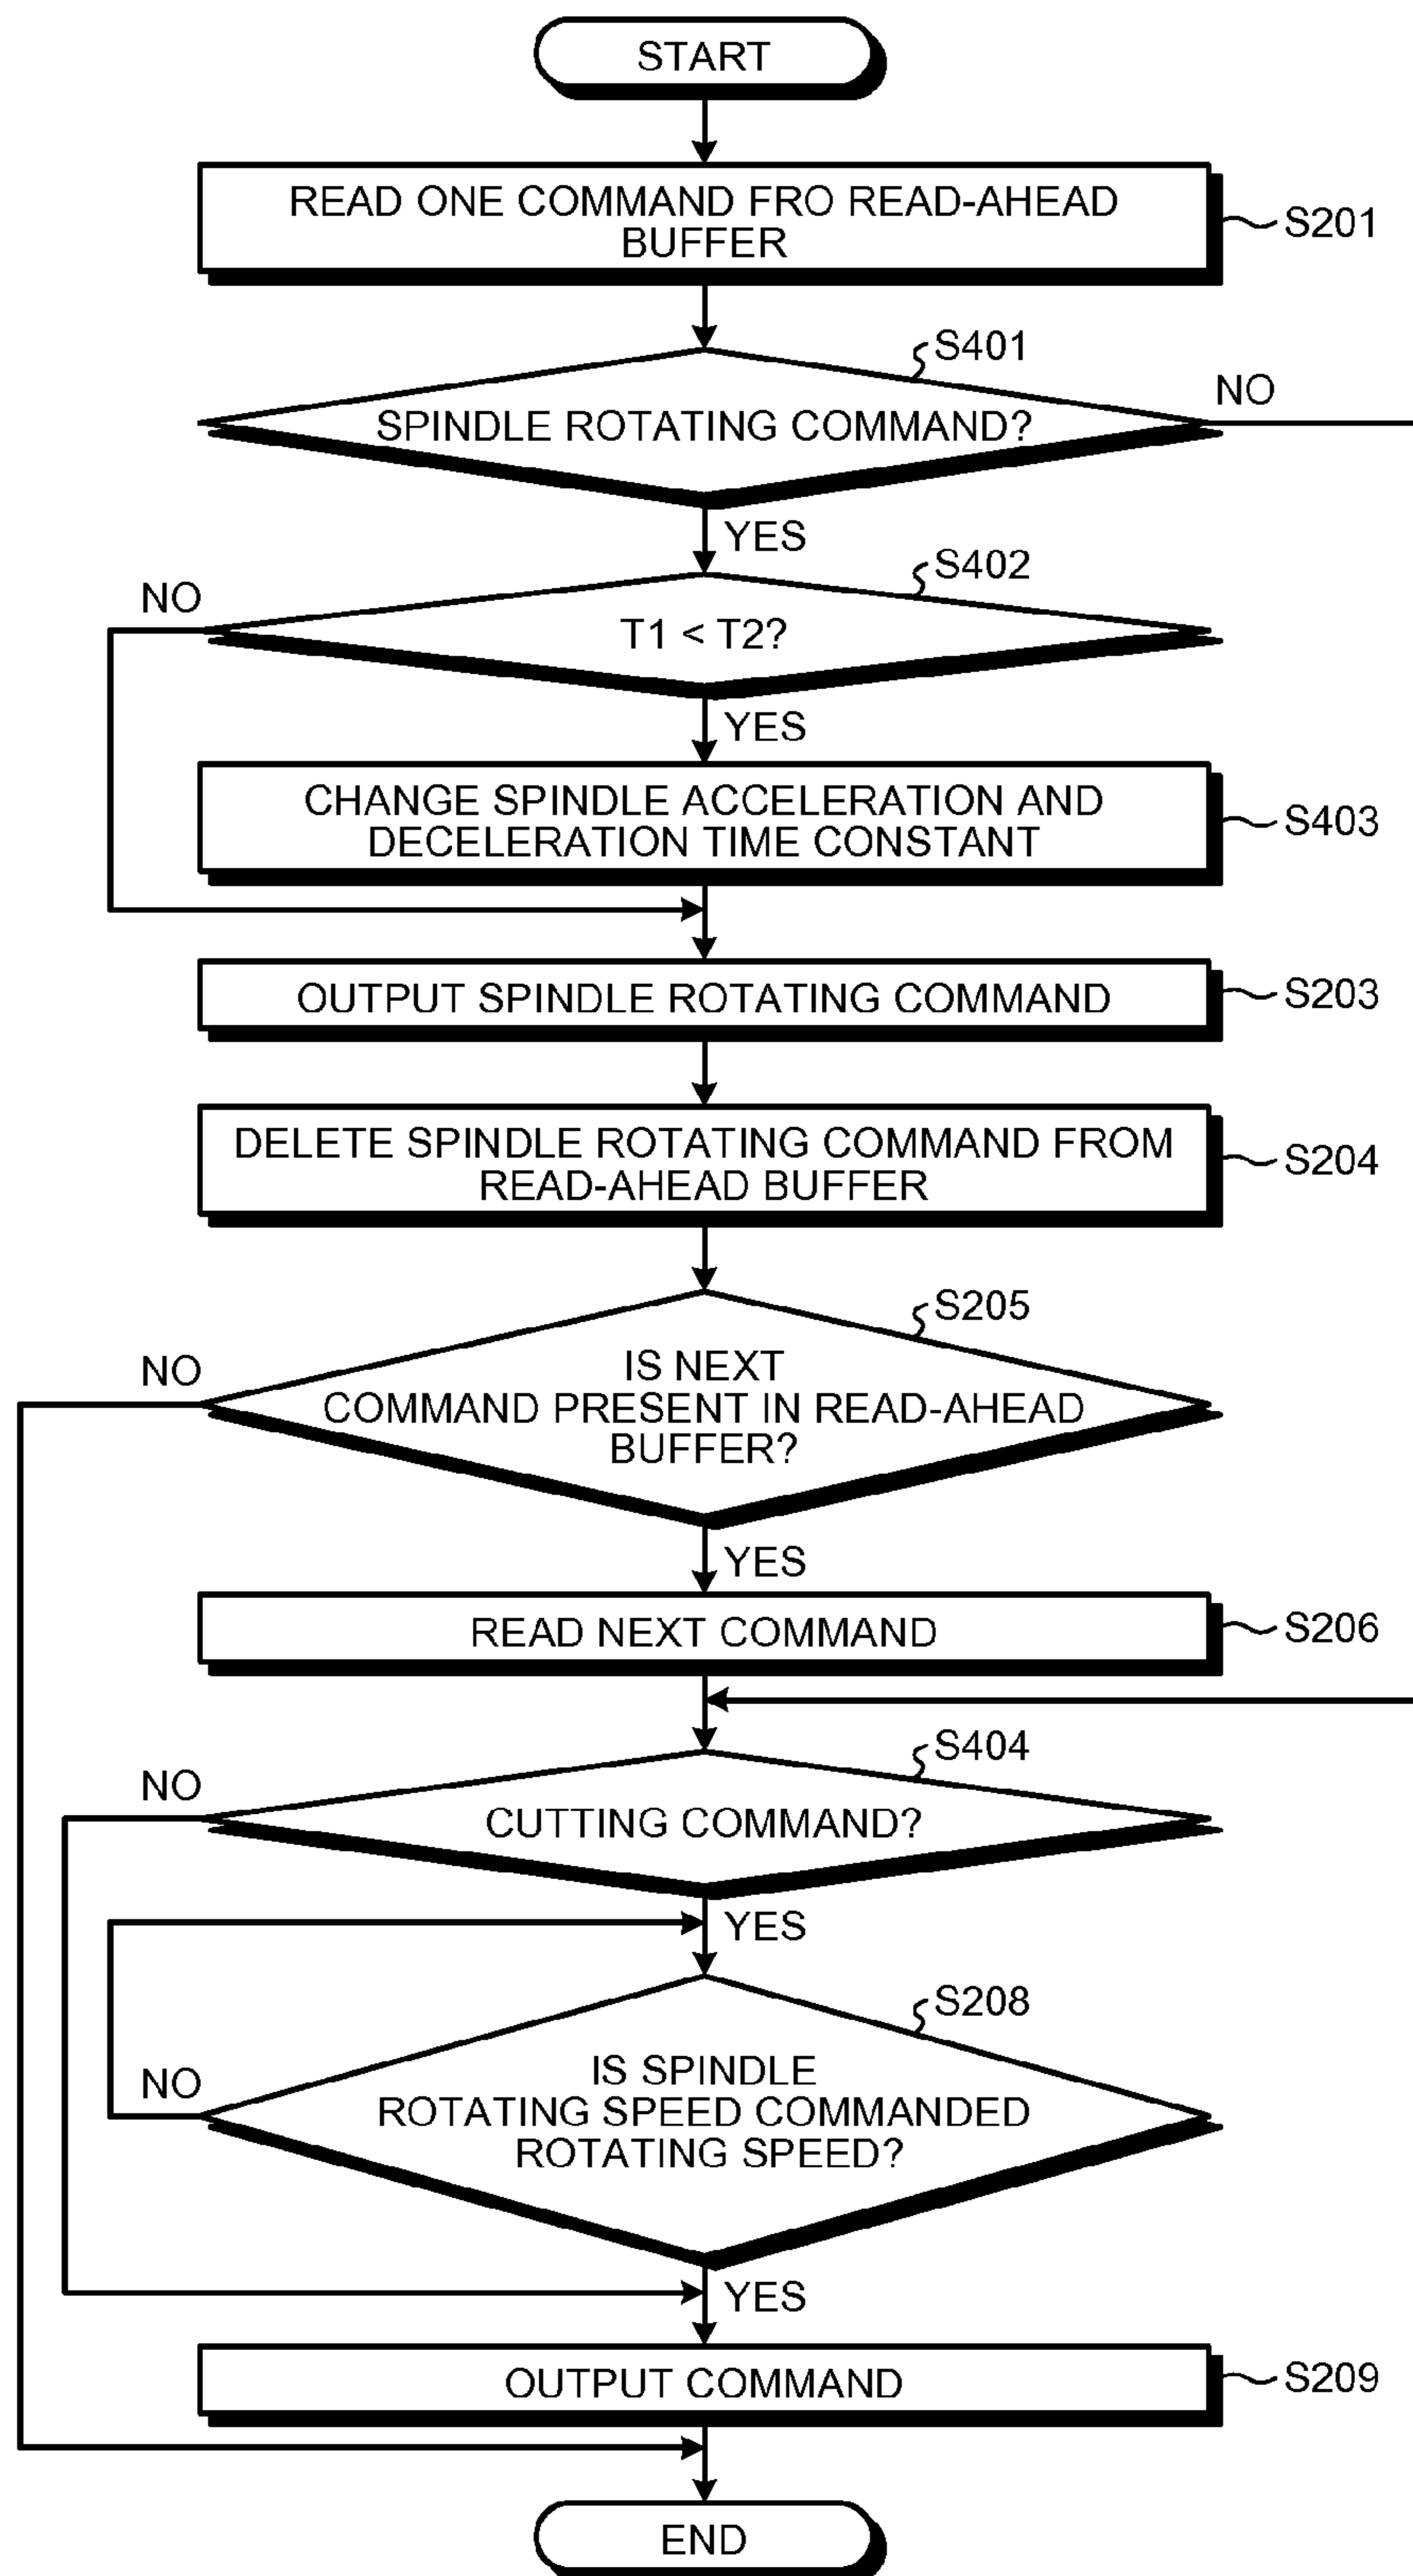 START
READ ONE COMMAND FRO READ-AHEAD
BUFFER
S201
S401
SPINDLE ROTATING COMMAND?
NO
YES
S402
NO
T1 < T2?
YES
CHANGE SPINDLE ACCELERATION AND
DECELERATION TIME CONSTANT
S403
OUTPUT SPINDLE ROTATING COMMAND
S203
DELETE SPINDLE ROTATING COMMAND FROM
READ-AHEAD BUFFER
S204
S205
NO
IS NEXT
COMMAND PRESENT IN READ-AHEAD
BUFFER?
YES
READ NEXT COMMAND
S206
S404
NO
CUTTING COMMAND?
YES
S208
NO
IS SPINDLE
ROTATING SPEED COMMANDED
ROTATING SPEED?
YES
OUTPUT COMMAND
S209
END